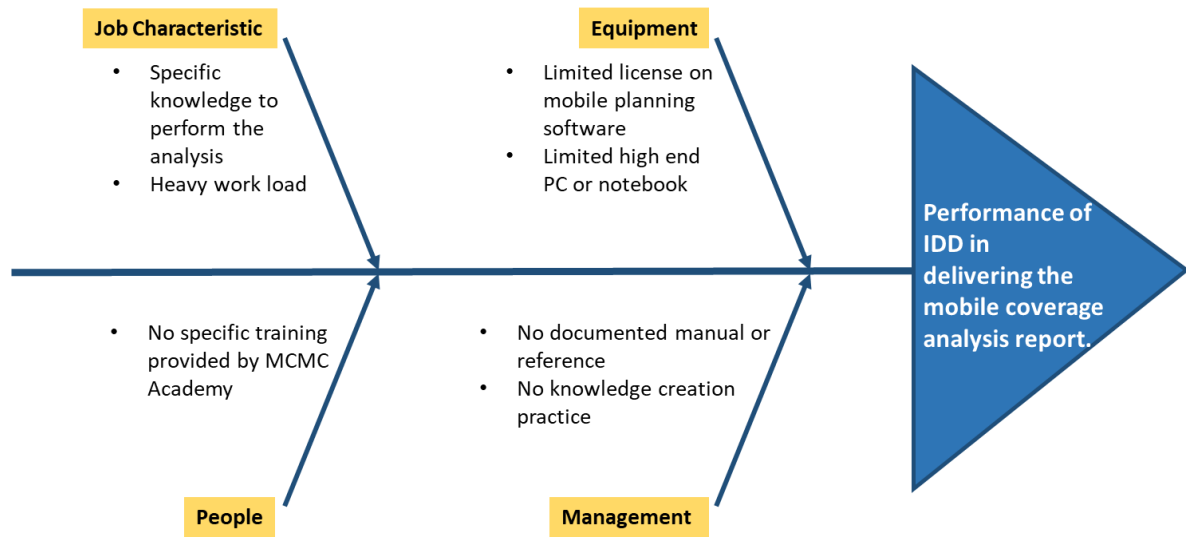 Job Characteristic
• Specific
knowledge to
perform the
analysis
• Heavy work load
Equipment
• Limited license on
mobile planning
software
• Limited high end
PC or notebook
Performance of
IDD in
delivering the
mobile coverage
analysis report.
• No specific training
provided by MCMC
Academy
People
• No documented manual or
reference
• No knowledge creation
practice
Management